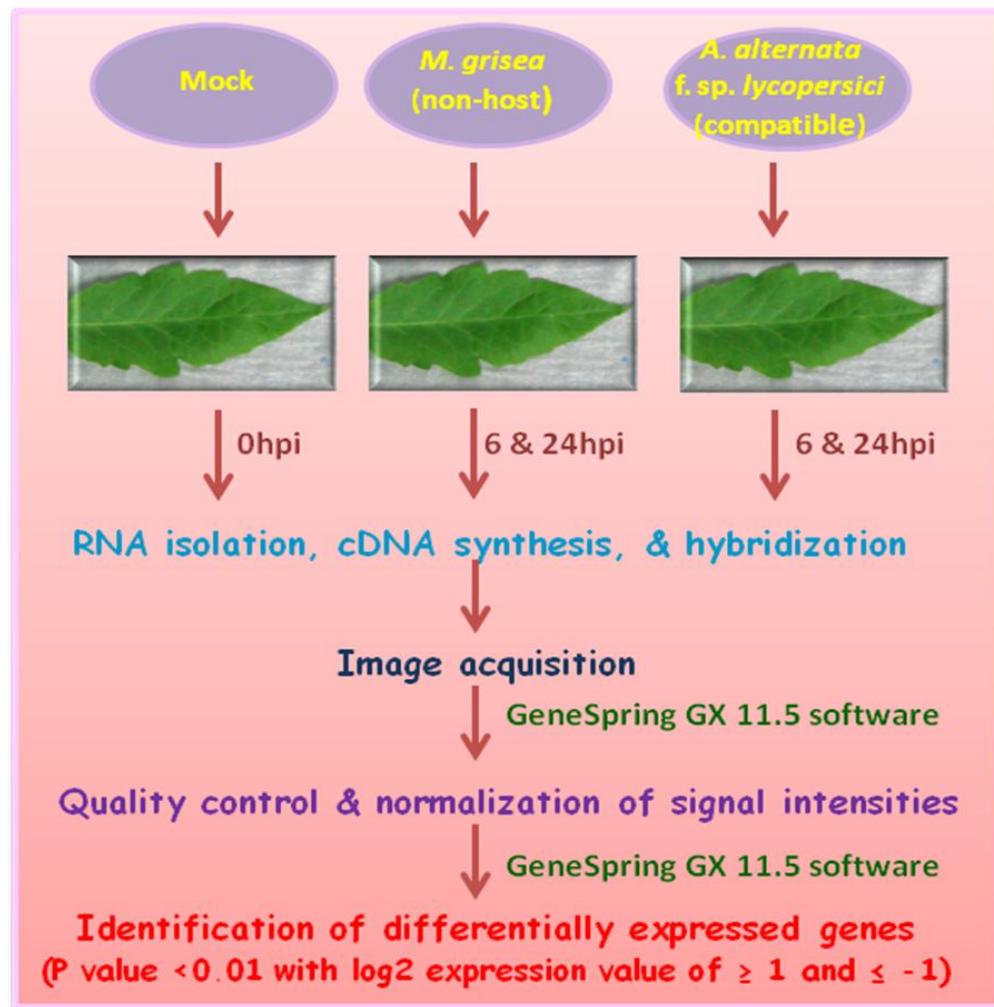 Mock
M. grisea
(non-host)
A. alternata
f. sp. lycopersici
(compatible)
0hpi
6 & 24hpi
6 & 24hpi
RNA isolation, cDNA synthesis, & hybridization
Image acquisition
GeneSpring GX 11.5 software
Quality control & normalization of signal intensities
GeneSpring GX 11.5 software
Identification of differentially expressed genes
(P value <0.01 with log2 expression value of ≥ 1 and ≤ -1)